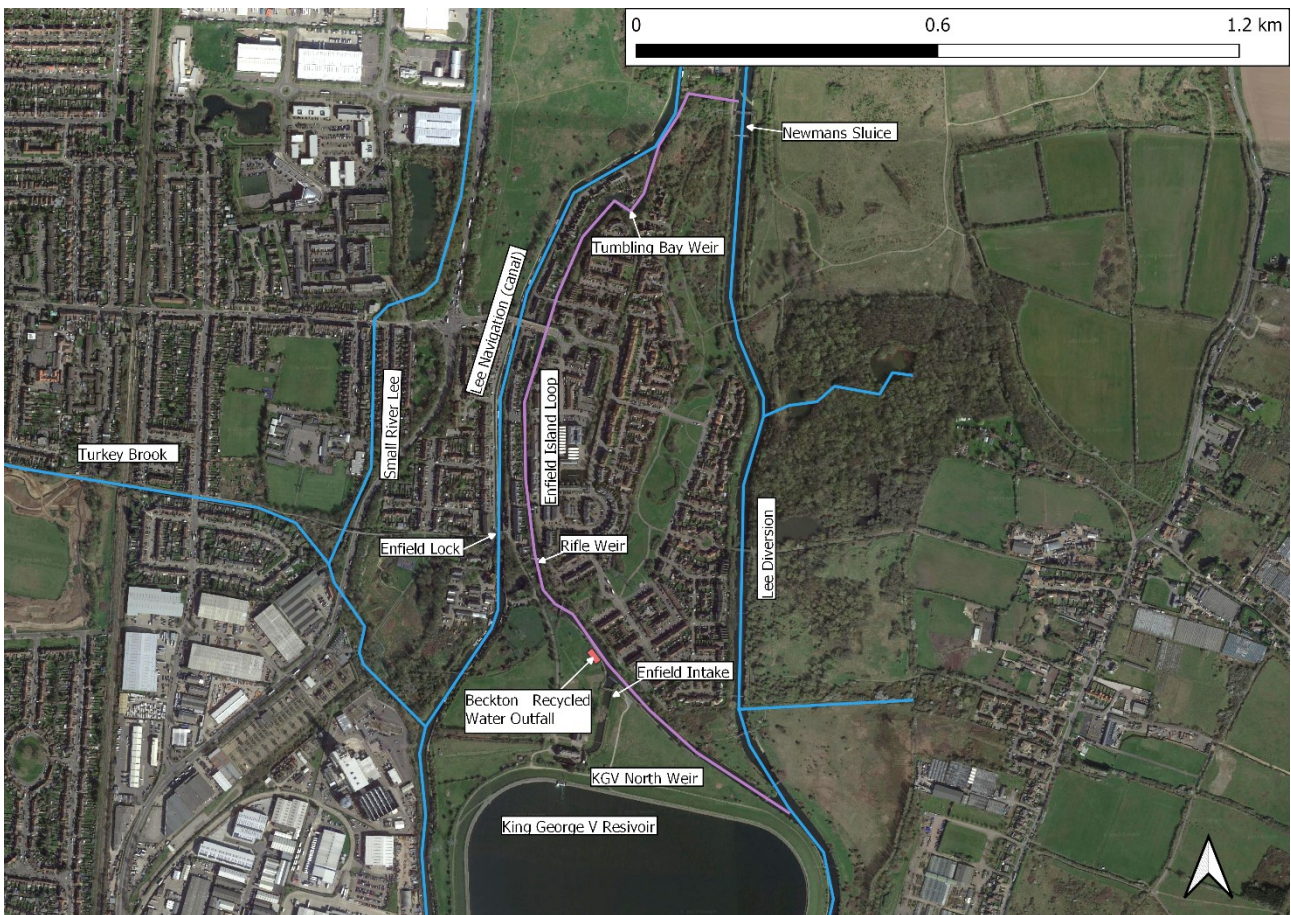 0 0.6 1.2 km
Newmans Sluice
Tumbling Bay Weir
Lee Navigation (canal)
Enfield Island Loop
Small River Lee
Turkey Brook
Enfield Lock
Rifle Weir
Lee Diversion
Enfield Intake
Beckton Recycled
Water Outfall
KGV North Weir
King George V Resivoir